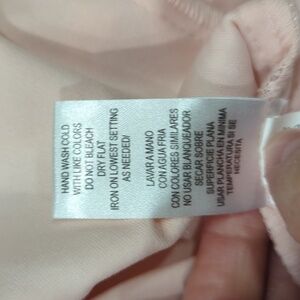 HAND WASH COLD
WITH LIKE COLORS
DO NOT BLEACH
DRY FLAT
IRON ON LOWEST SETTING
AS NEEDED!
LAVAR A MANO
CON AGUA FRIA
CON COLORES SIMILARES
NO USAR BLANQUEADOR
SECAR SOBRE
SUPERFICIE PLANA
USAR PLANCHA EN MINIMA
TEMPERATURA SI SE
NECESITA